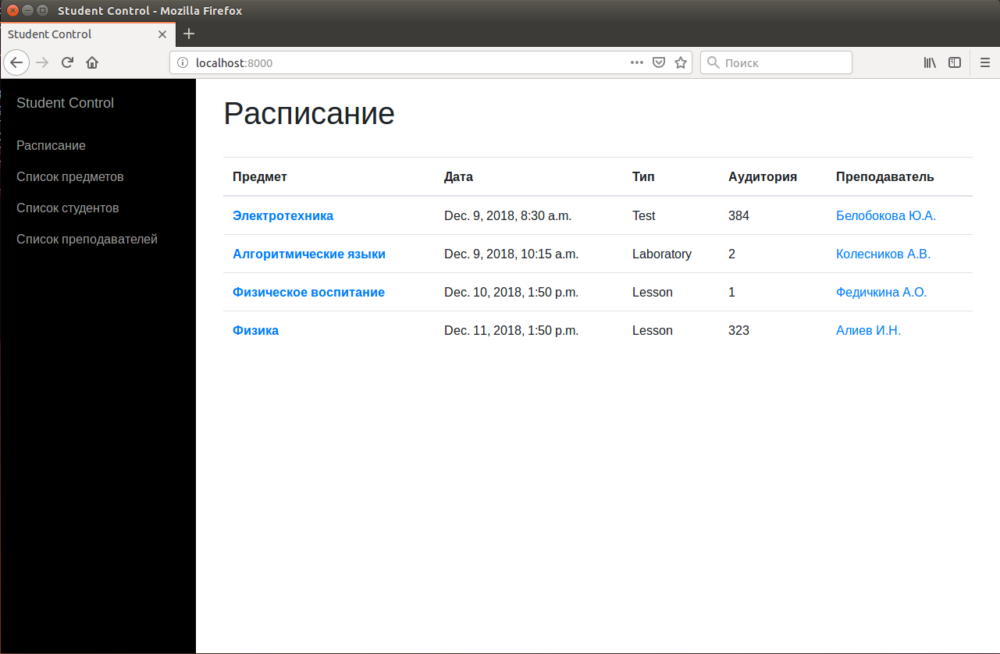 Student Control - Mozilla Firefox
Student Control
localhost:8000
Поиск
Student Control
Расписание
Список предметов
Список студентов
Список преподавателей
Расписание
Предмет Дата Тип Аудитория Преподаватель
Электротехника Dec. 9, 2018, 8:30 a.m. Test 384 Белобокова Ю.А.
Алгоритмические языки Dec. 9, 2018, 10:15 a.m. Laboratory 2 Колесников А.В.
Физическое воспитание Dec. 10, 2018, 1:50 p.m. Lesson 1 Федичкина А.О.
Физика Dec. 11, 2018, 1:50 p.m. Lesson 323 Алиев И.Н.